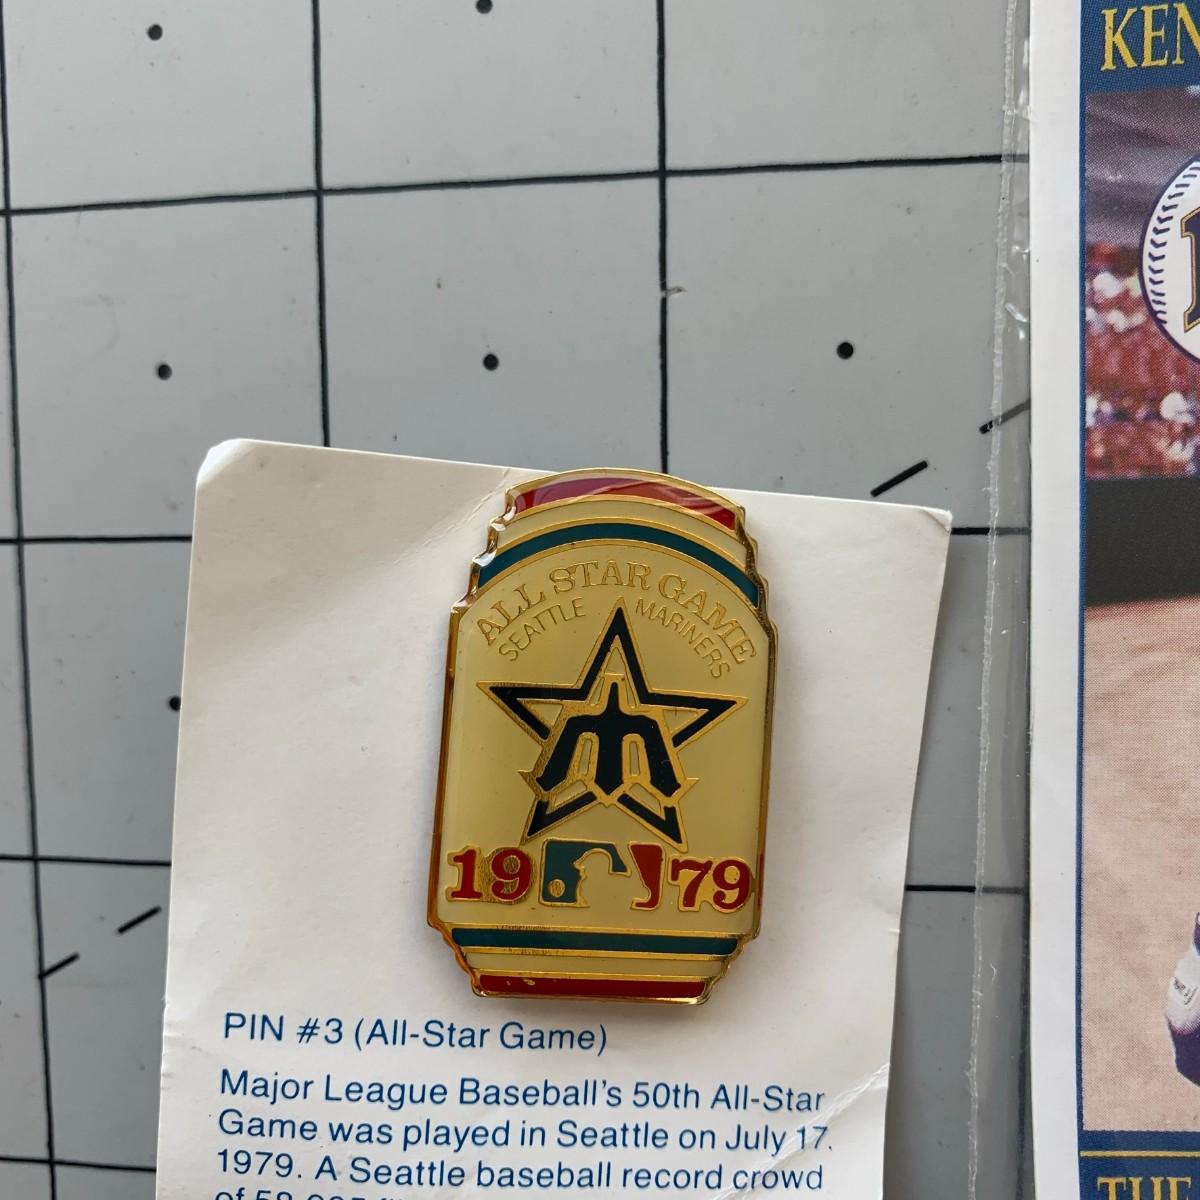 KEN
ALL STAR GAME
SEATTLE MARINERS
19 79
PIN #3 (All-Star Game)
Major League Baseball's 50th All-Star
Game was played in Seattle on July 17,
1979. A Seattle baseball record crowd
of
THE